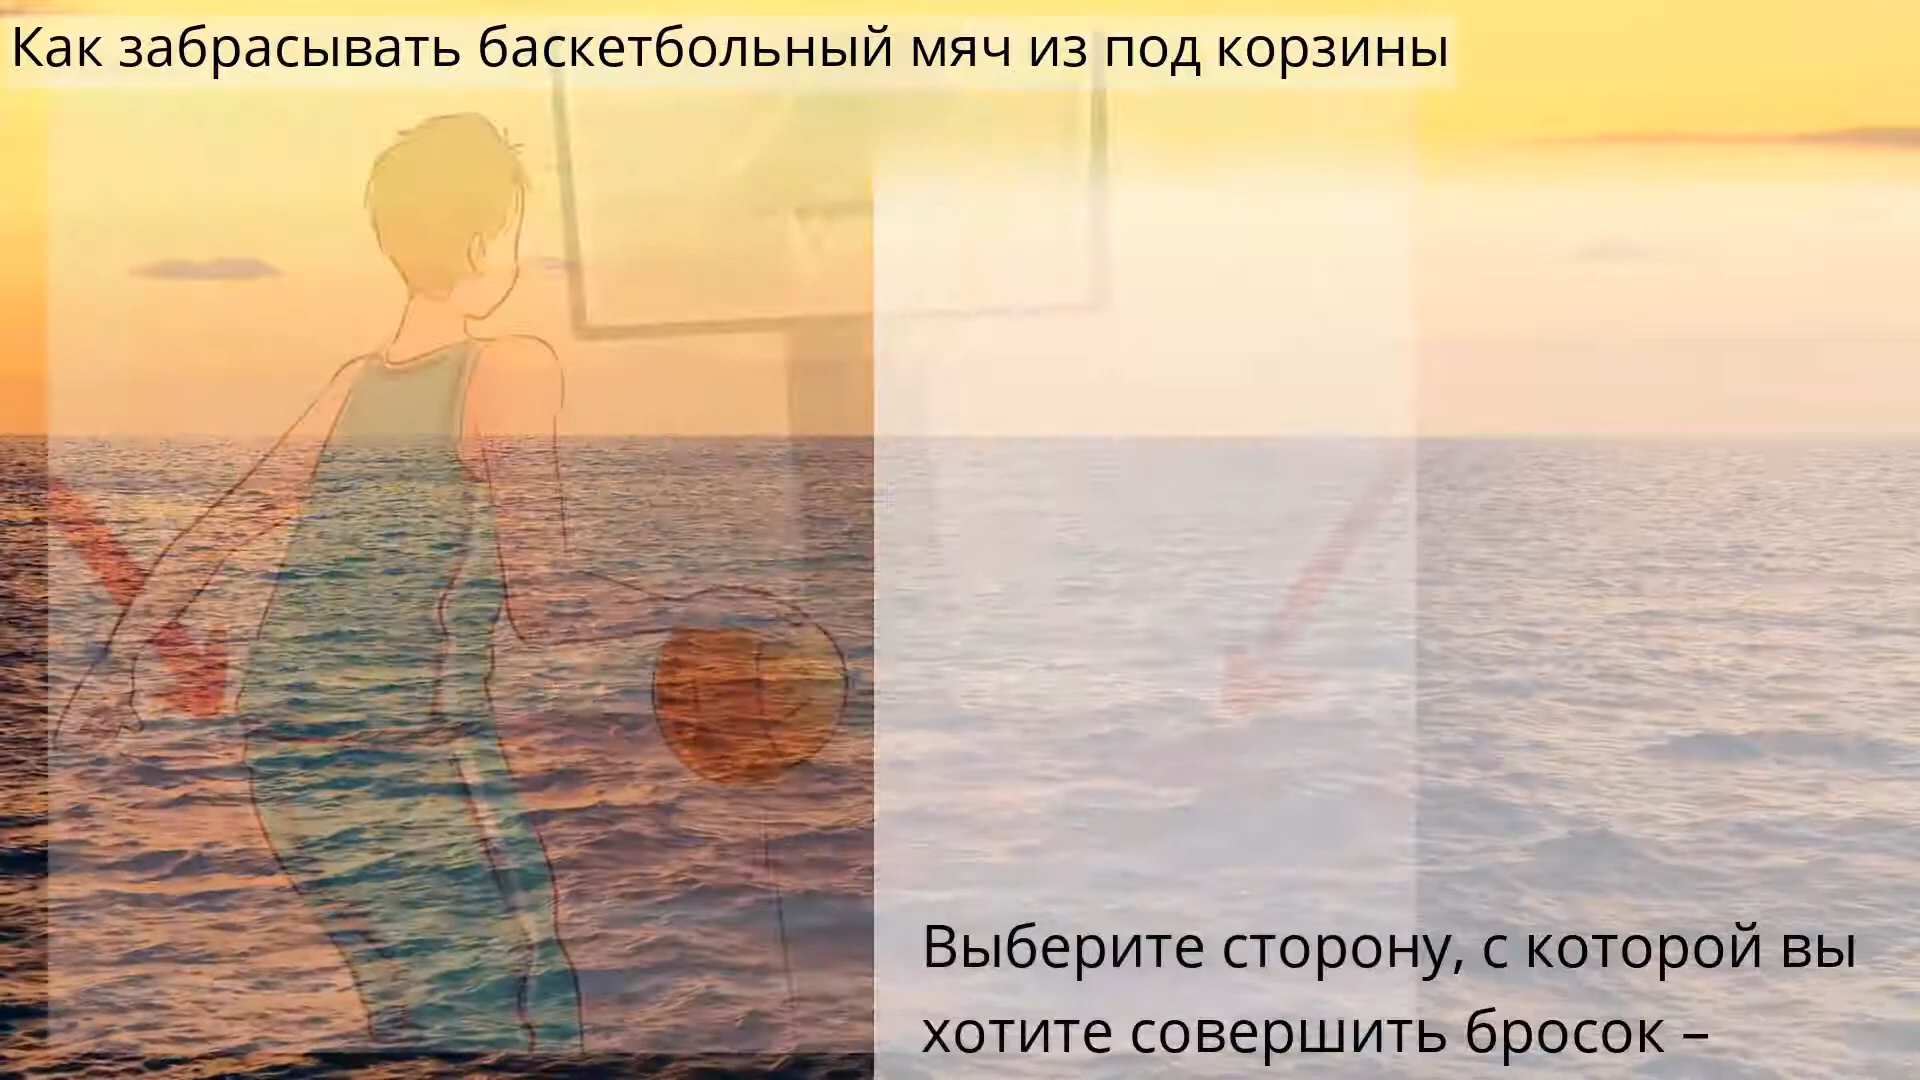 Как забрасывать баскетбольный мяч из под корзины
Выберите сторону, с которой вы
хотите совершить бросок –